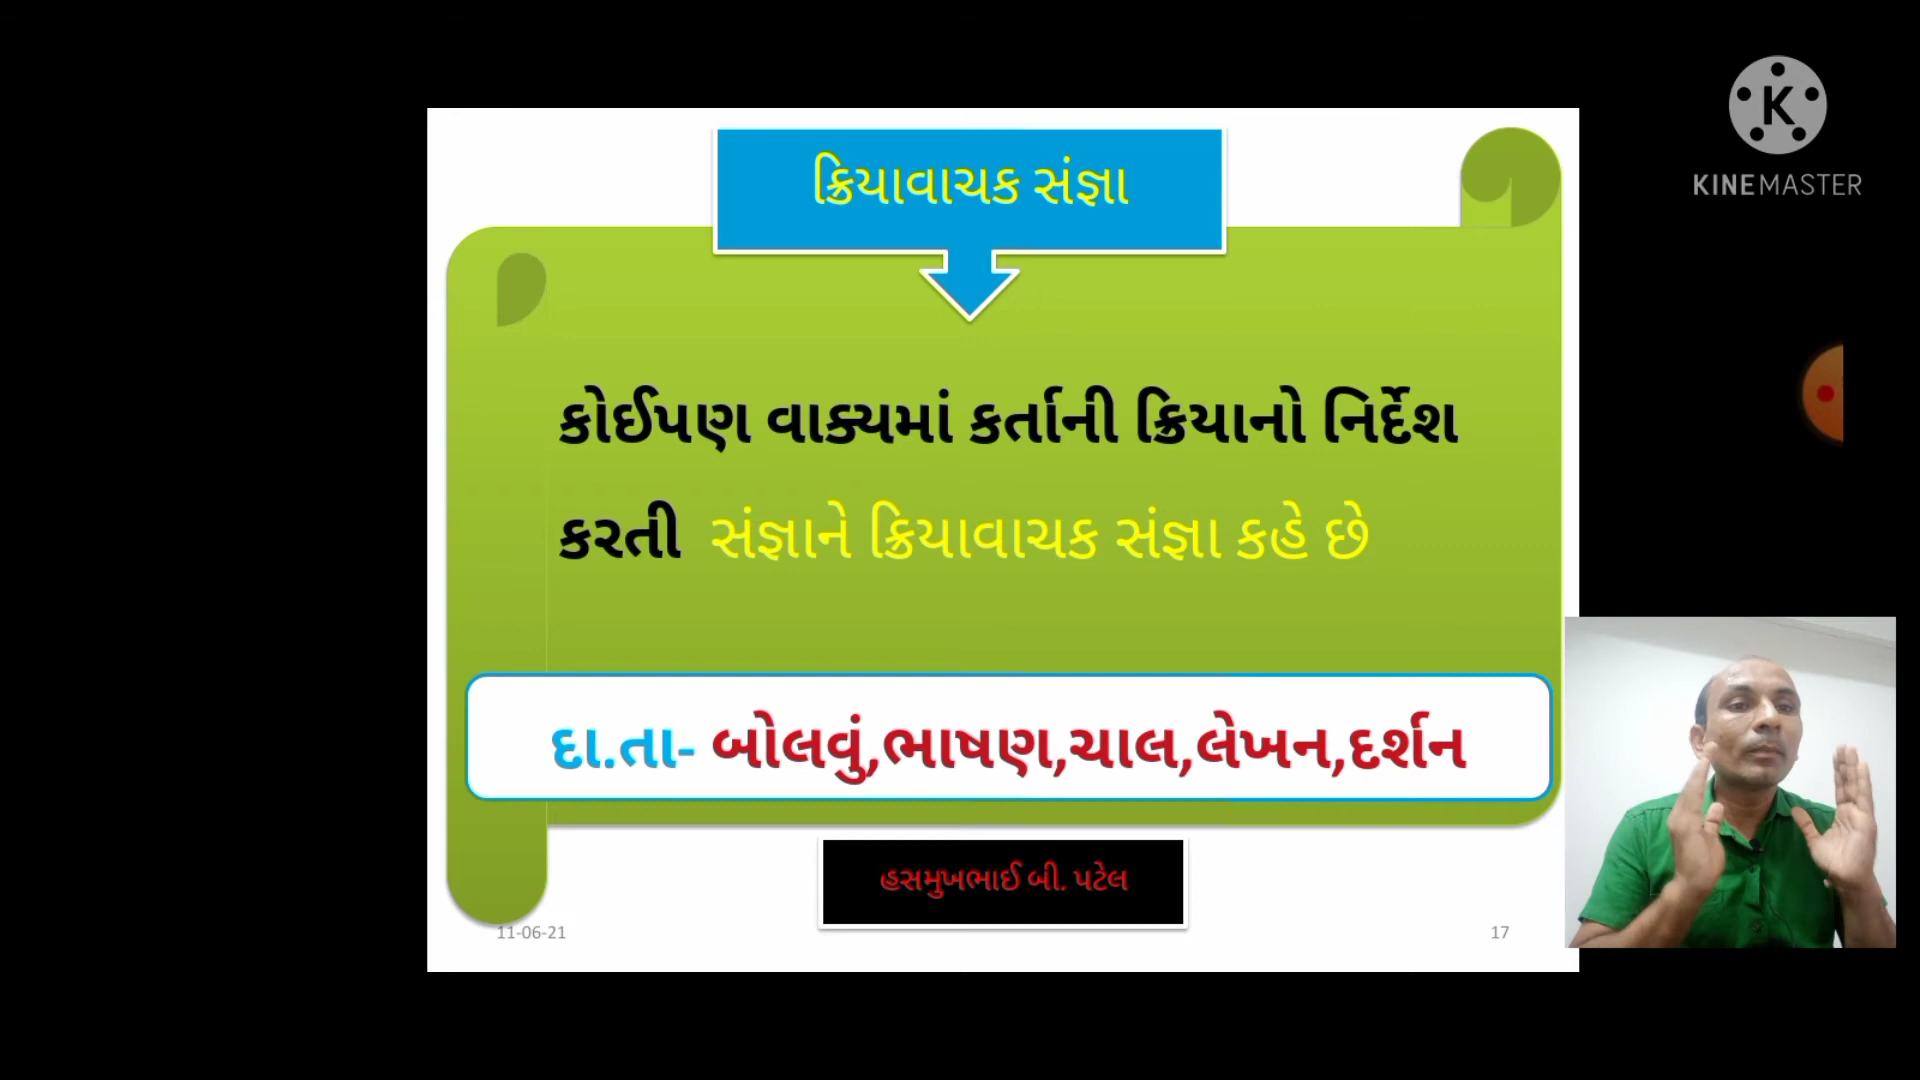 ક્રિયાવાચક સંજ્ઞા
KINEMASTER
કોઈપણ વાક્યમાં કર્તાની ક્રિયાનો નિર્દેશ
કરતી સંજ્ઞાને ક્રિયાવાચક સંજ્ઞા કહે છે
દા.તા- બોલવું,ભાષણ,ચાલ,લેખન,દર્શન
હસમુખભાઈ બી. પટેલ
11-06-21
17